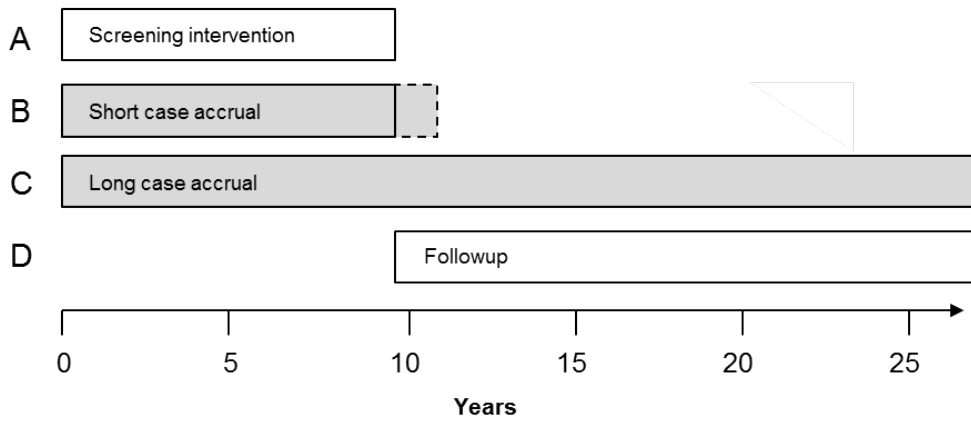 A Screening intervention
B Short case accrual
C Long case accrual
D Followup
0 5 10 15 20 25
Years